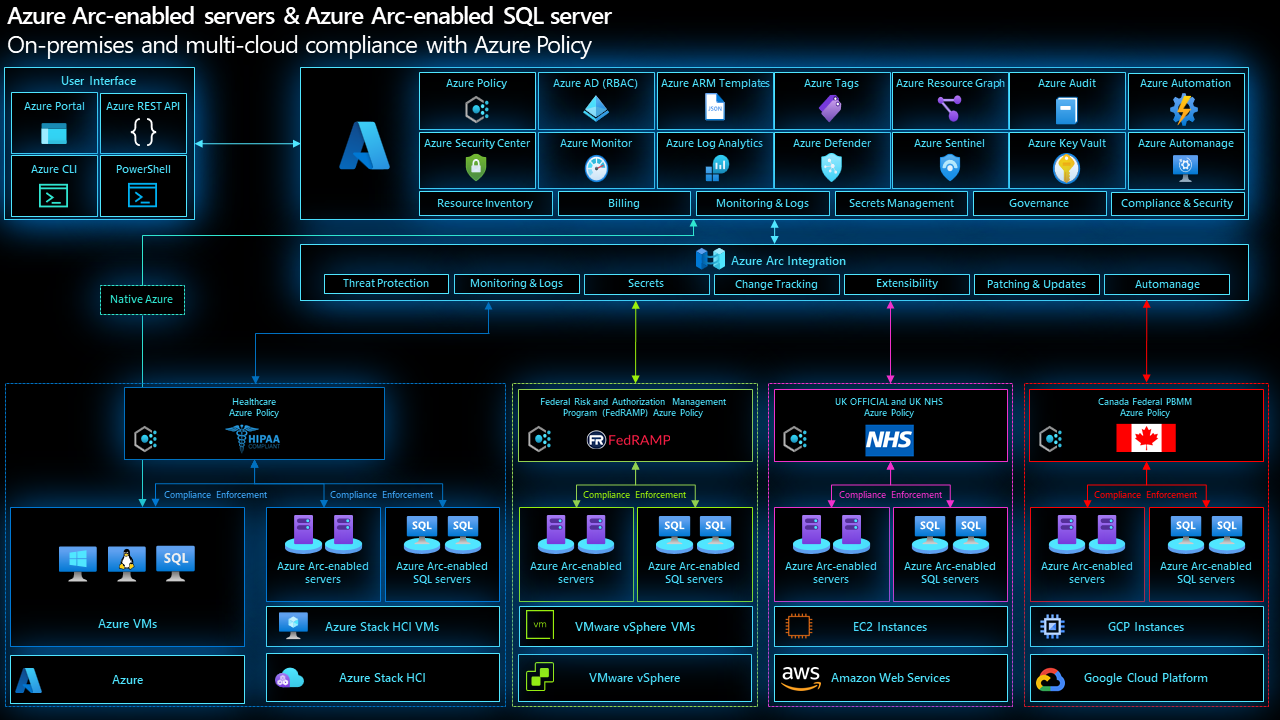 Azure Arc-enabled servers & Azure Arc-enabled SQL server
On-premises and multi-cloud compliance with Azure Policy
User Interface
Azure Portal
Azure REST API
Azure CLI
PowerShell
Azure Policy
Azure AD (RBAC)
Azure ARM Templates
JSON
Azure Tags
Azure Resource Graph
Azure Audit
Azure Automation
Azure Security Center
Azure Monitor
Azure Log Analytics
Azure Defender
Azure Sentinel
Azure Key Vault
Azure Automanage
Resource Inventory
Billing
Monitoring & Logs
Secrets Management
Governance
Compliance & Security
Azure Arc Integration
Threat Protection
Monitoring & Logs
Secrets
Change Tracking
Extensibility
Patching & Updates
Automanage
Native Azure
Healthcare
Azure Policy
HIPAA
COMPLIANT
Federal Risk and Authorization Management
Program (FedRAMP) Azure Policy
FR FedRAMP
UK OFFICIAL and UK NHS
Azure Policy
NHS
Canada Federal PBMM
Azure Policy
Compliance Enforcement
Compliance Enforcement
Compliance Enforcement
Compliance Enforcement
Compliance Enforcement
SQL
Azure VMs
Azure Arc-enabled
servers
SQL SQL
Azure Arc-enabled
SQL servers
Azure Arc-enabled
servers
SQL SQL
Azure Arc-enabled
SQL servers
Azure Arc-enabled
servers
SQL SQL
Azure Arc-enabled
SQL servers
Azure Arc-enabled
servers
SQL SQL
Azure Arc-enabled
SQL servers
Azure Stack HCI VMs
vm
VMware vSphere VMs
EC2 Instances
GCP Instances
Azure
Azure Stack HCI
VMware vSphere
aws
Amazon Web Services
Google Cloud Platform